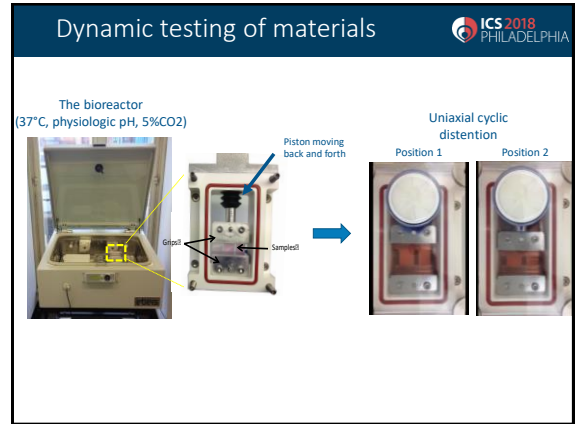 Dynamic testing of materials
ICS 2018
PHILADELPHIA
The bioreactor
(37°C, physiologic pH, 5%CO2)
Piston moving
back and forth
Grips
Samples
Uniaxial cyclic
distention
Position 1
Position 2